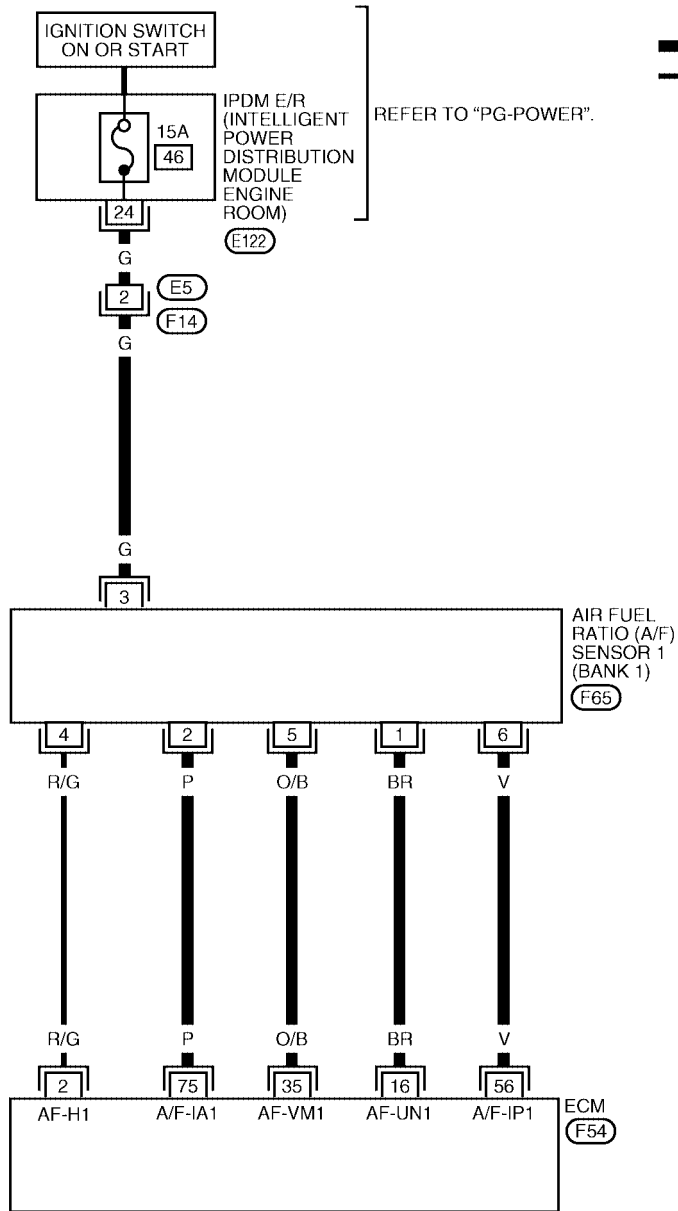 IGNITION SWITCH
ON OR START
IPDM E/R
(INTELLIGENT
POWER
DISTRIBUTION
MODULE
ENGINE
ROOM)
REFER TO "PG-POWER".
15A
46
24
E122
G
2
E5
F14
G
G
3
AIR FUEL
RATIO (A/F)
SENSOR 1
(BANK 1)
F65
4 2 5 1 6
R/G P O/B BR V
R/G P O/B BR V
2 75 35 16 56
AF-H1 A/F-IA1 AF-VM1 AF-UN1 A/F-IP1
ECM
F54